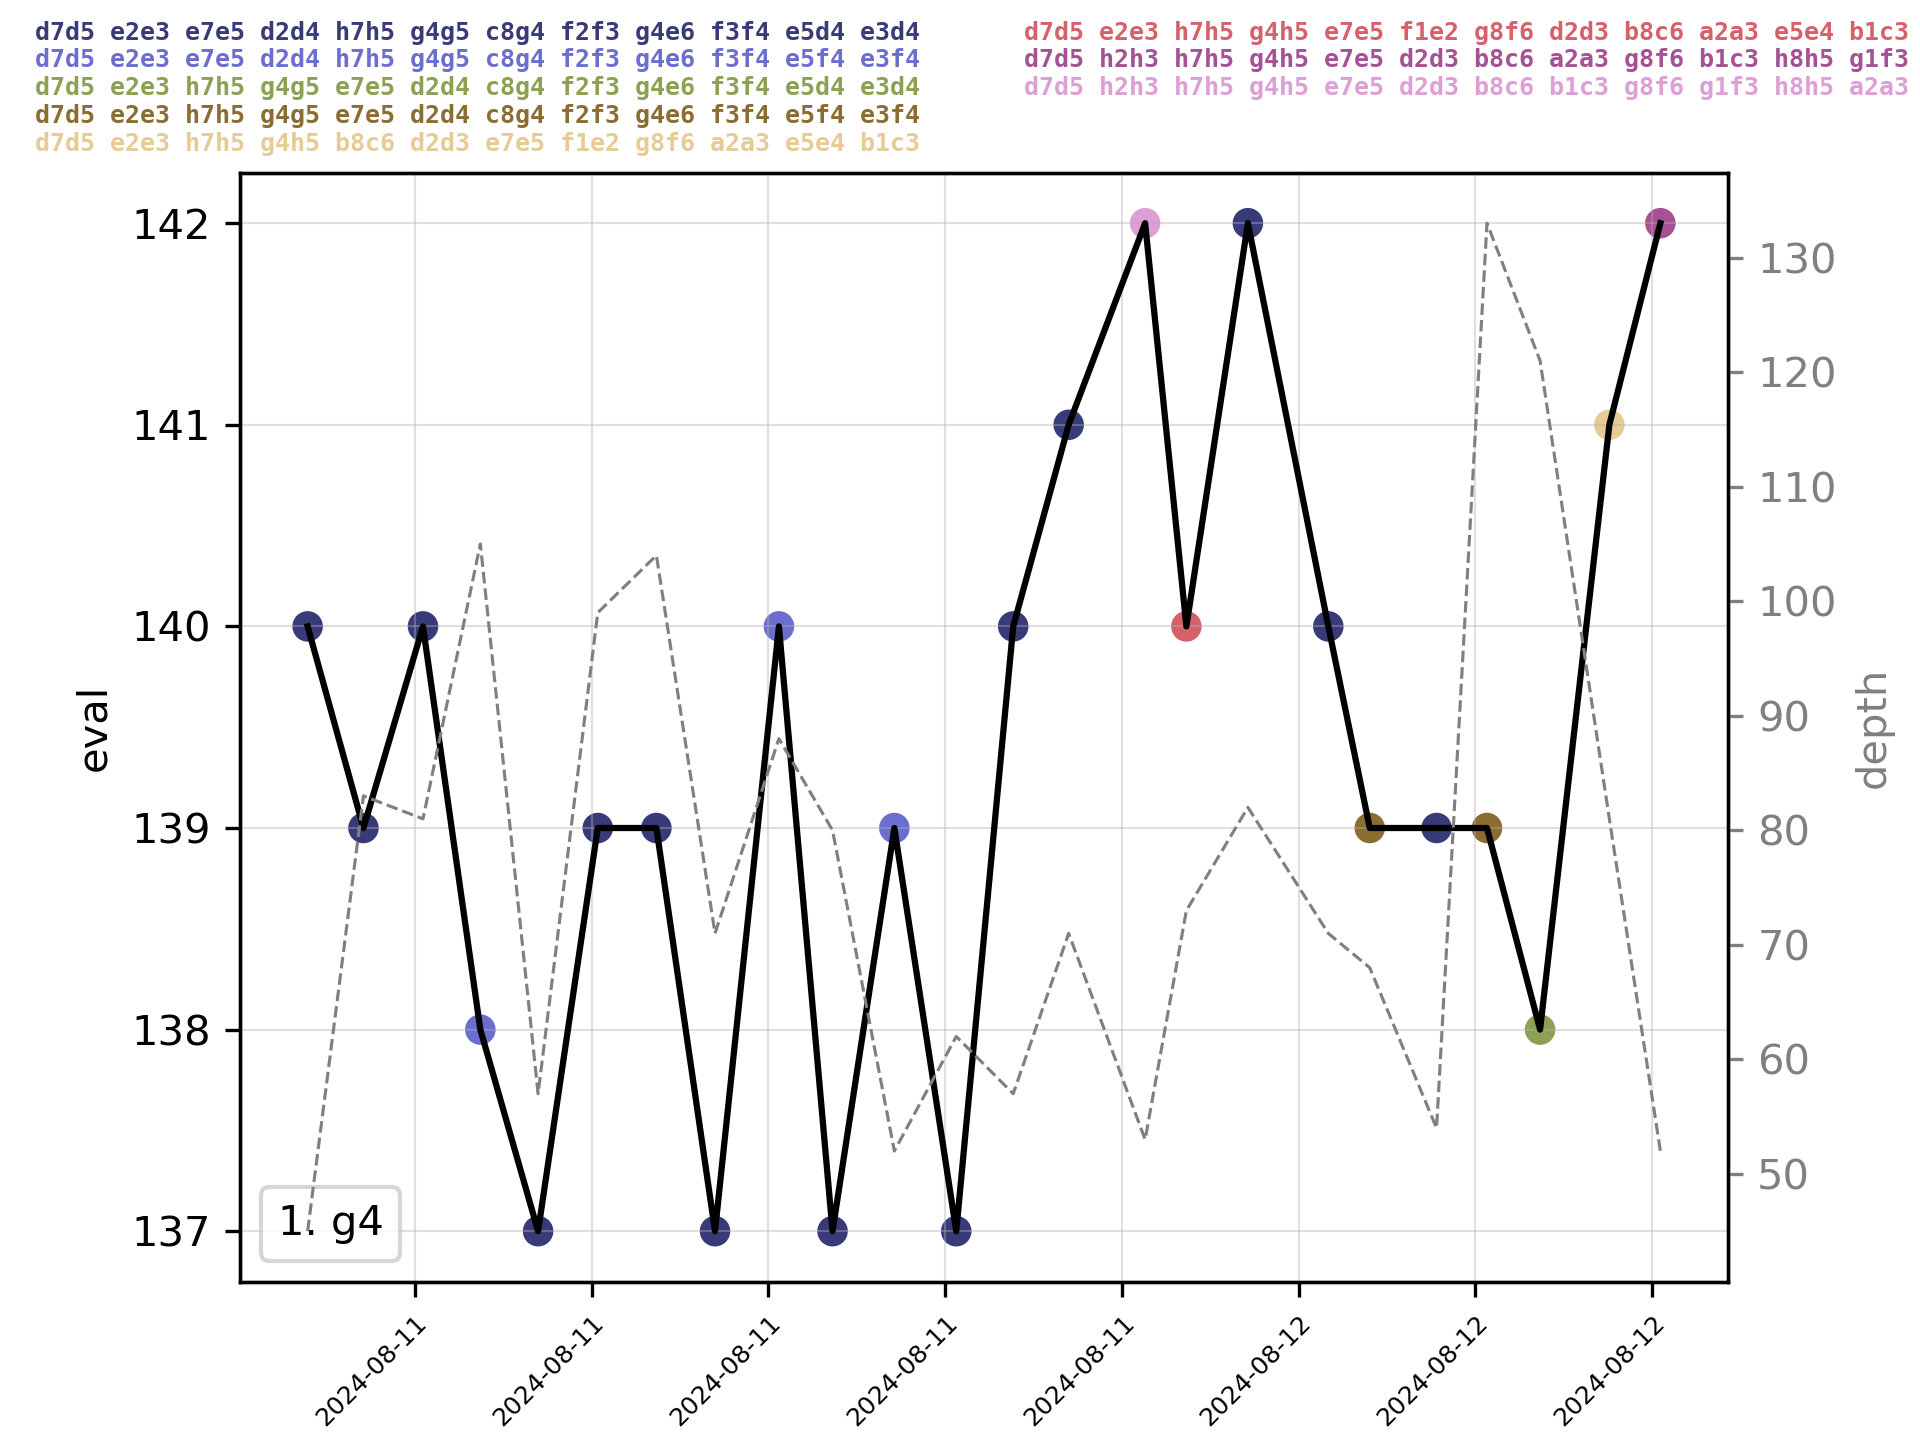 d7d5 e2e3 e7e5 d2d4 h7h5 g4g5 c8g4 f2f3 g4e6 f3f4 e5d4 e3d4
d7d5 e2e3 e7e5 d2d4 h7h5 g4g5 c8g4 f2f3 g4e6 f3f4 e5f4 e3f4
d7d5 e2e3 h7h5 g4g5 e7e5 d2d4 c8g4 f2f3 g4e6 f3f4 e5d4 e3d4
d7d5 e2e3 h7h5 g4g5 e7e5 d2d4 c8g4 f2f3 g4e6 f3f4 e5f4 e3f4
d7d5 e2e3 h7h5 g4h5 b8c6 d2d3 e7e5 f1e2 g8f6 a2a3 e5e4 b1c3
d7d5 e2e3 h7h5 g4h5 e7e5 f1e2 g8f6 d2d3 b8c6 a2a3 e5e4 b1c3
d7d5 h2h3 h7h5 g4h5 e7e5 d2d3 b8c6 a2a3 g8f6 b1c3 h8h5 g1f3
d7d5 h2h3 h7h5 g4h5 e7e5 d2d3 b8c6 b1c3 g8f6 g1f3 h8h5 a2a3
142
141
140
139
138
137
eval
130
120
110
100
90
80
70
60
50
depth
1. g4
2024-08-11
2024-08-11
2024-08-11
2024-08-11
2024-08-11
2024-08-12
2024-08-12
2024-08-12